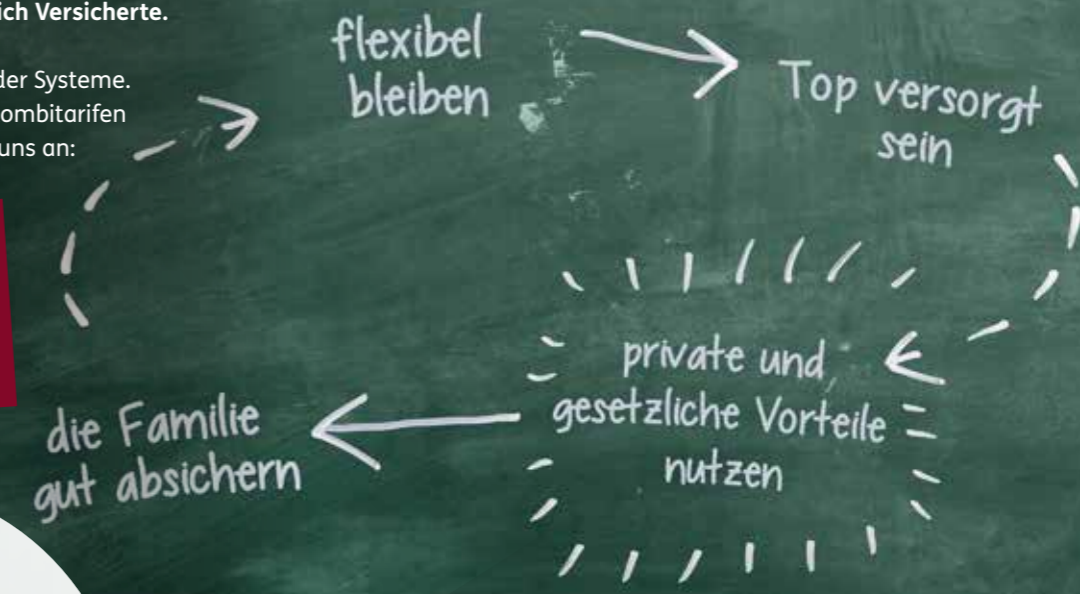 ich Versicherte.
der Systeme.
ombitarifen
uns an:
flexibel
bleiben
Top versorgt
sein
private und
gesetzliche Vorteile
nutzen
die Familie
gut absichern